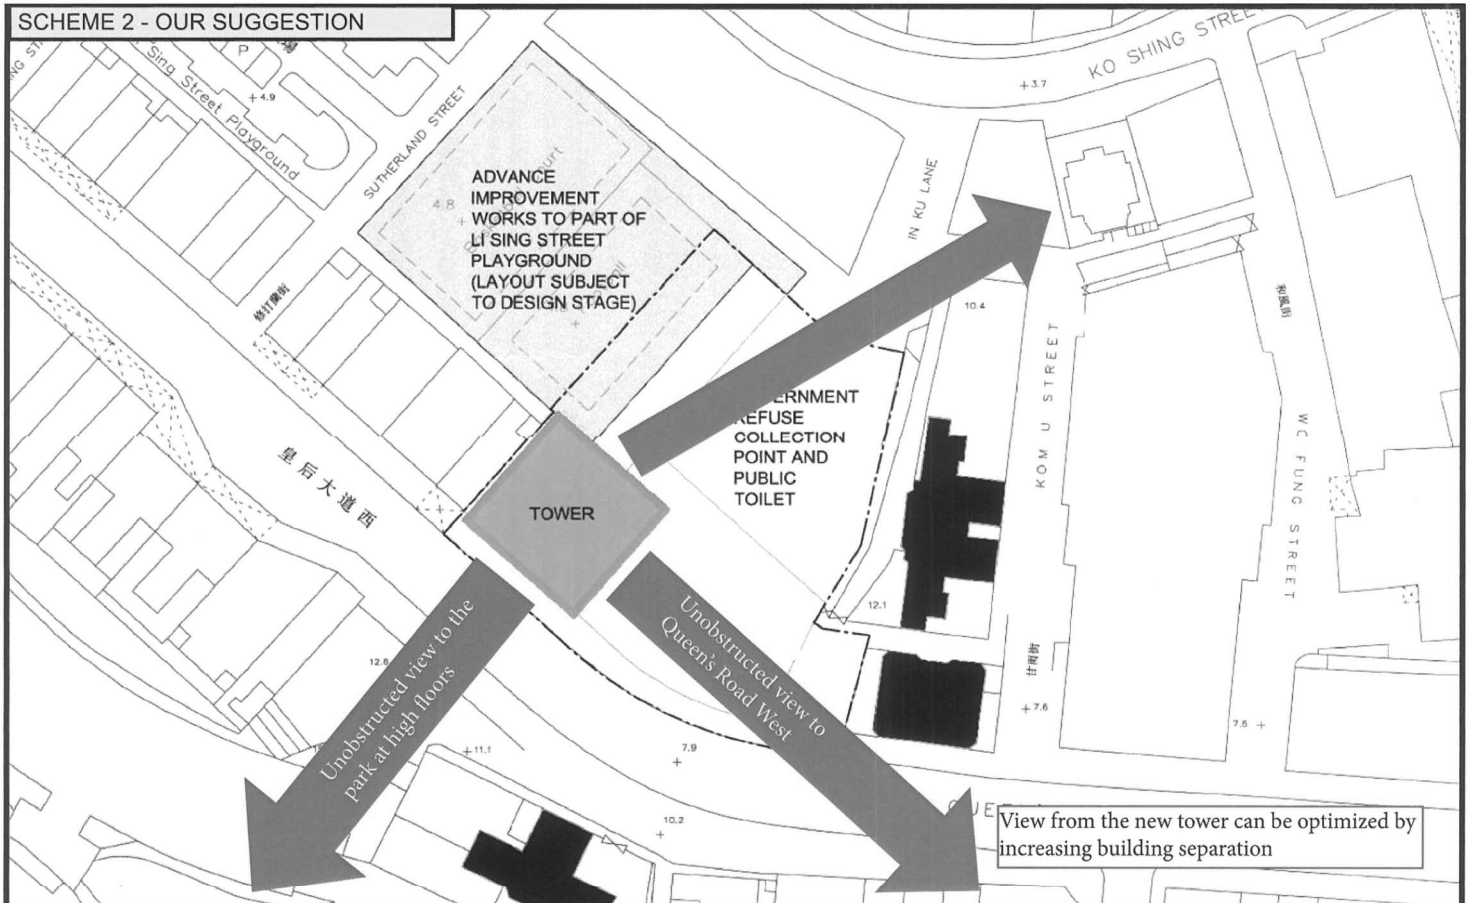 SCHEME 2 - OUR SUGGESTION
KO SHING STREET
P
Sing Street Playground
+4.9
+3.7
SUTHERLAND STREET
IN KU LANE
ADVANCE
IMPROVEMENT
WORKS TO PART OF
LI SING STREET
PLAYGROUND
(LAYOUT SUBJECT
TO DESIGN STAGE)
4.8
修打蘭街
10.4
和風街
KOM U STREET
ERNMENT
REFUSE
COLLECTION
POINT AND
PUBLIC
TOILET
WO FUNG STREET
皇后大道西
TOWER
12.1
甘雨街
Unobstructed view to the
park at high floors
Unobstructed view to
Queen's Road West
12.6
+7.6
7.5 +
+11.1
7.9
+
10.2
+
View from the new tower can be optimized by
increasing building separation